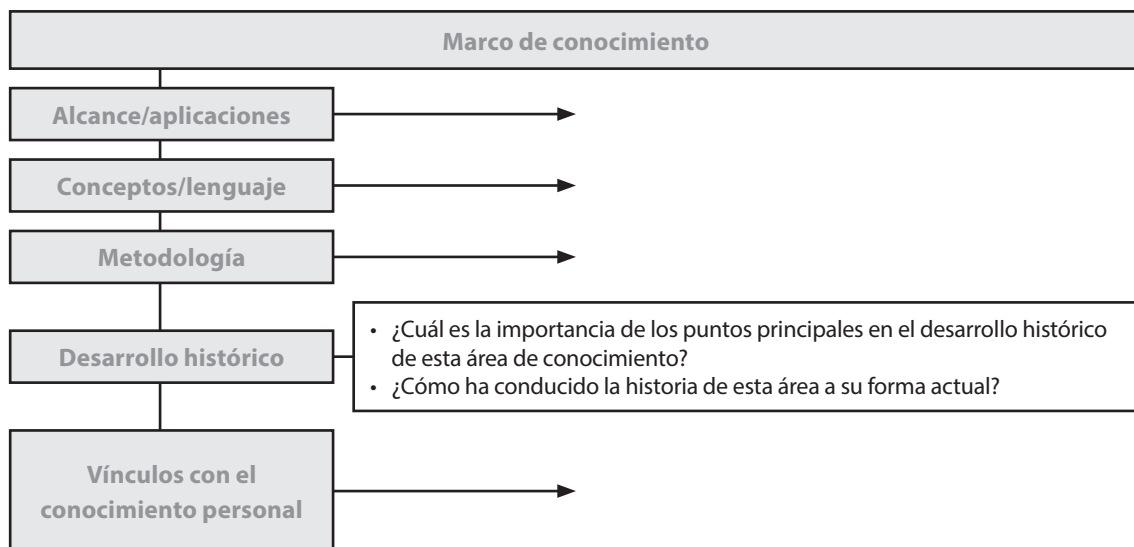 Marco de conocimiento
Alcance/aplicaciones
Conceptos/lenguaje
Metodología
Desarrollo histórico
• ¿Cuál es la importancia de los puntos principales en el desarrollo histórico
de esta área de conocimiento?
• ¿Cómo ha conducido la historia de esta área a su forma actual?
Vínculos con el
conocimiento personal